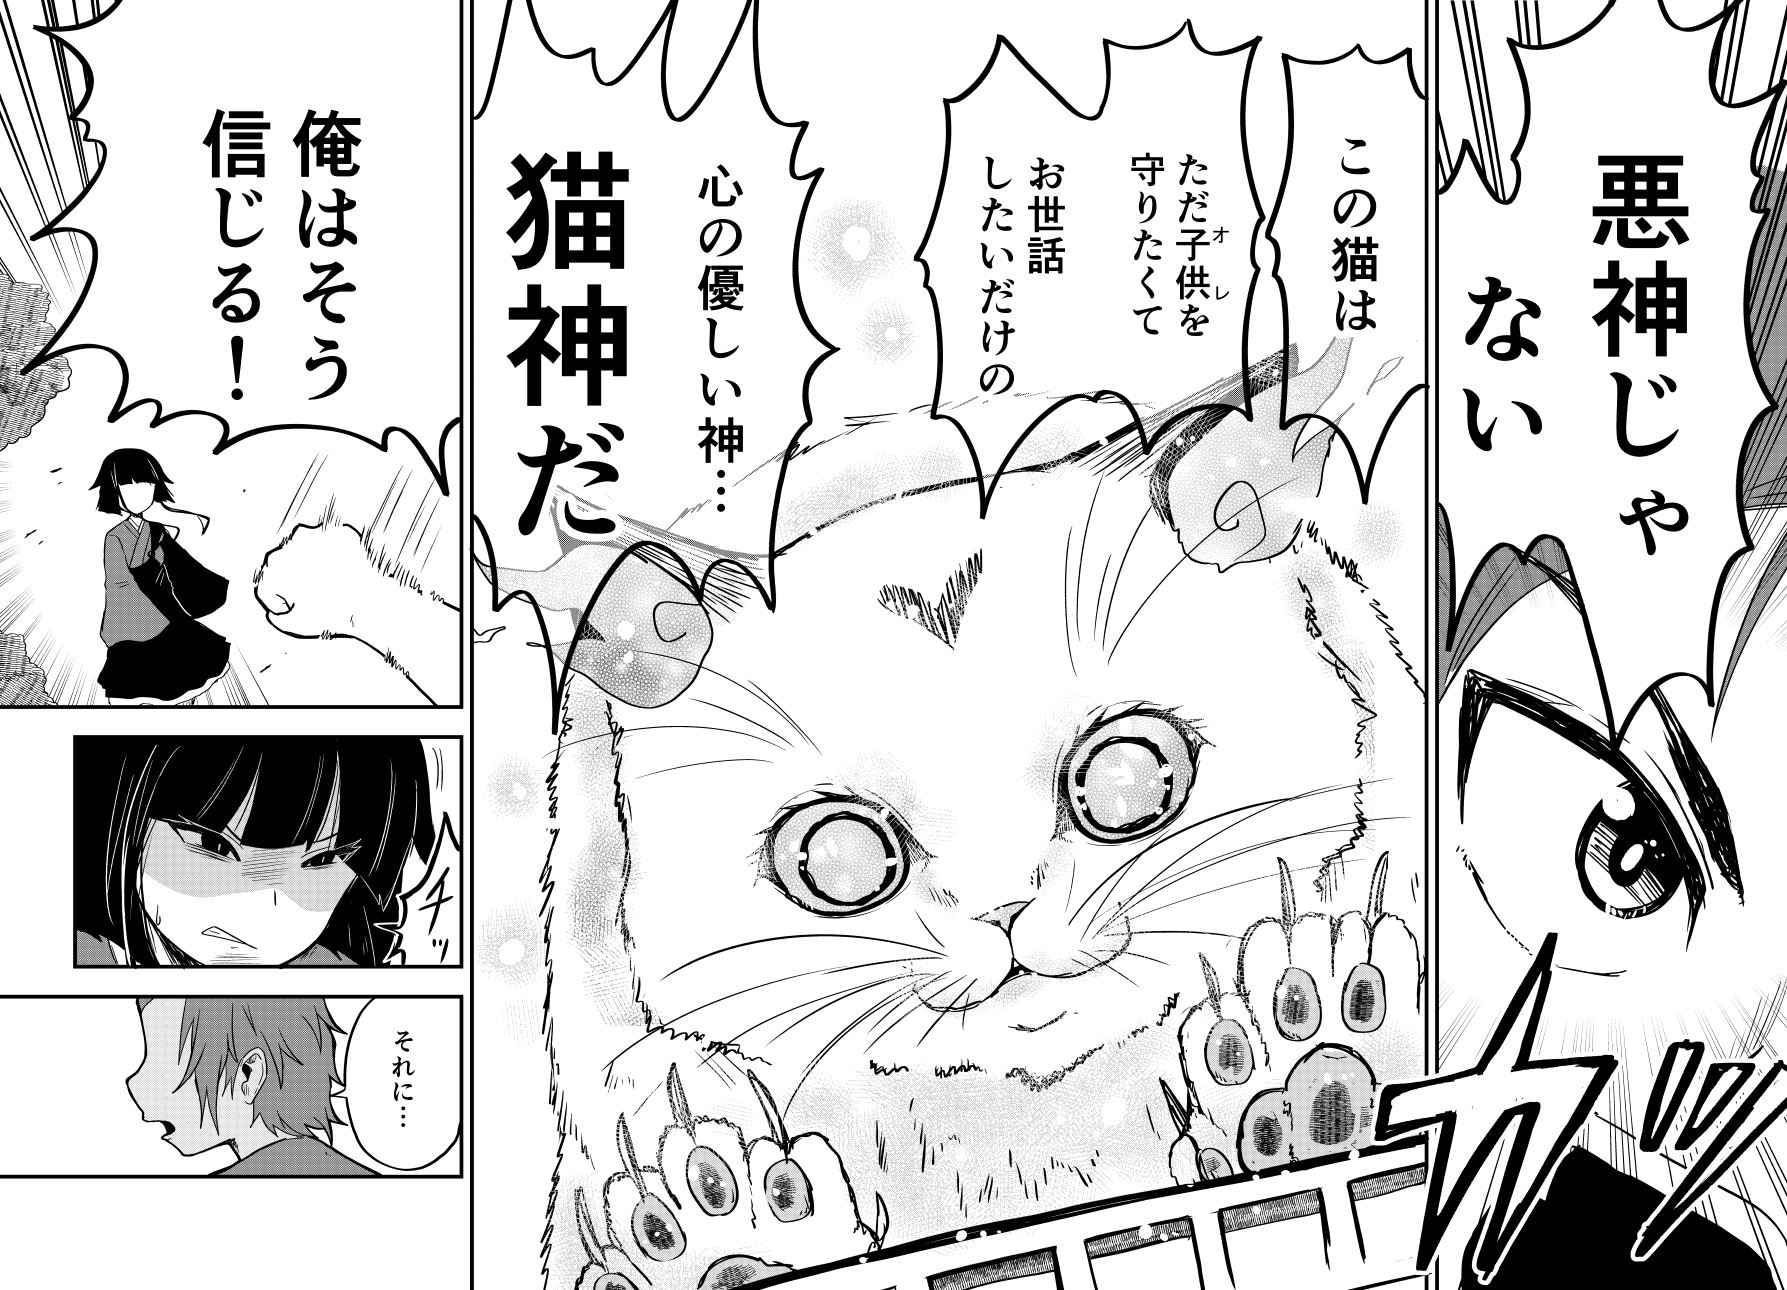 悪神じゃ
ない
カッ
この猫は
ただ子供を
オレ
守りたくて
お世話
したいだけの
心の優しい神…
猫神だ
俺はそう
信じる！
チッ
それに…